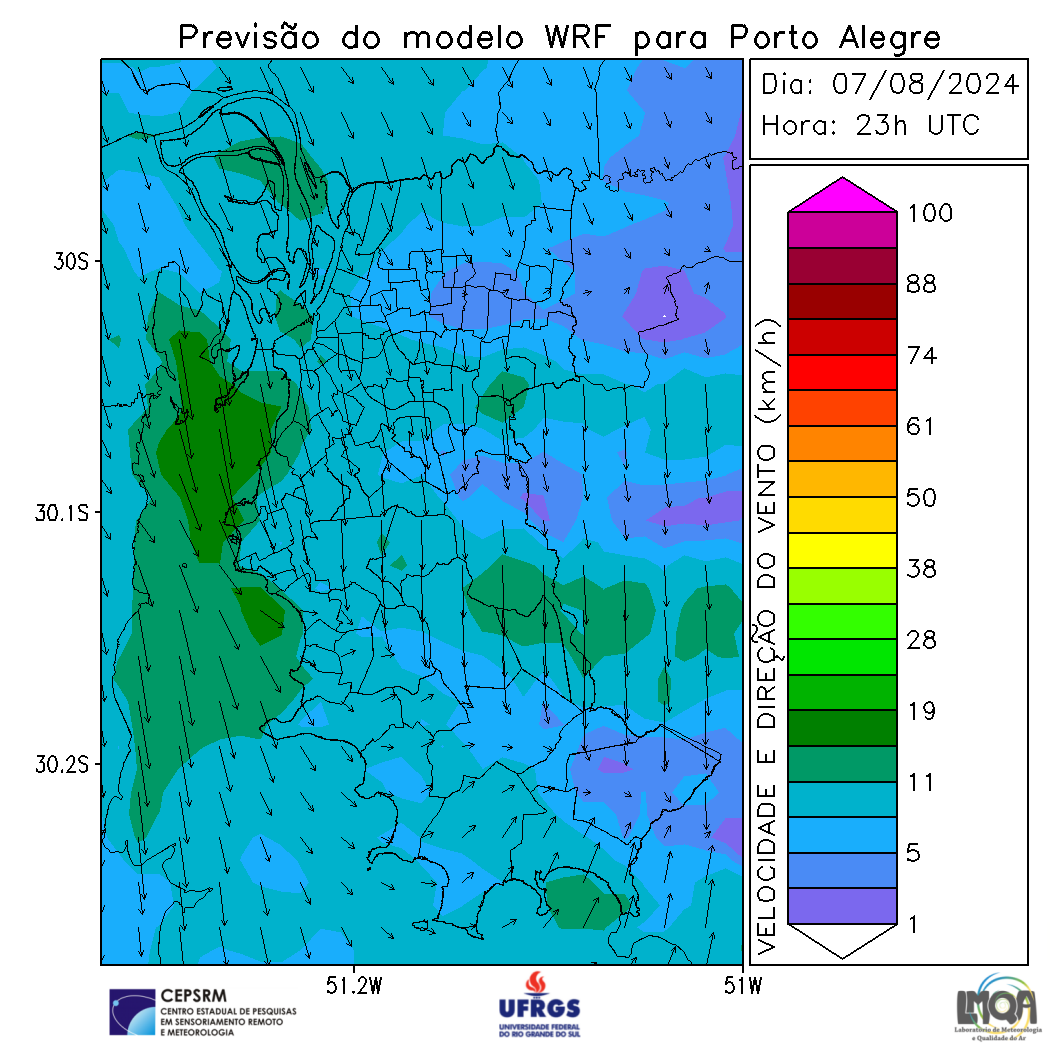 Previsão do modelo WRF para Porto Alegre
Dia: 07/08/2024
Hora: 23h UTC
30S
30.1S
30.2S
51.2W
51W
VELOCIDADE E DIREÇÃO DO VENTO (km/h)
100
88
74
61
50
38
28
19
11
5
1
CEPSRM
CENTRO ESTADUAL DE PESQUISAS
EM SENSORIAMENTO REMOTO
E METEOROLOGIA
UFRGS
UNIVERSIDADE FEDERAL
DO RIO GRANDE DO SUL
LMQA
Laboratório de Meteorologia
e Qualidade do Ar